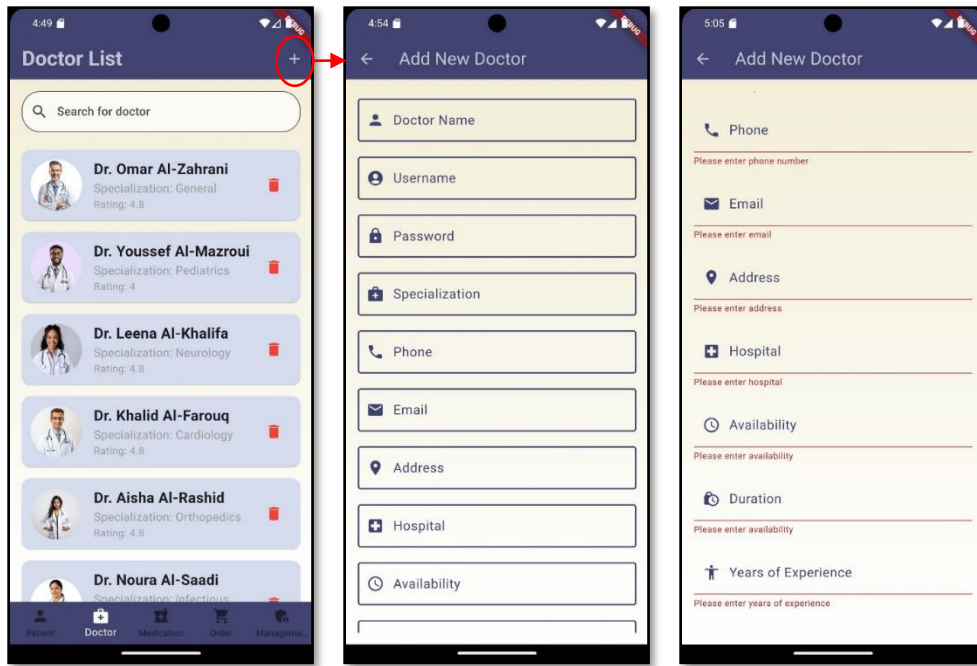 4:49
DEBUG
Doctor List
+
Search for doctor
Dr. Omar Al-Zahrani
Specialization: General
Rating: 4.8
Dr. Youssef Al-Mazroui
Specialization: Pediatrics
Rating: 4
Dr. Leena Al-Khalifa
Specialization: Neurology
Rating: 4.8
Dr. Khalid Al-Farouq
Specialization: Cardiology
Rating: 4.8
Dr. Aisha Al-Rashid
Specialization: Orthopedics
Rating: 4.8
Dr. Noura Al-Saadi
Specialization: infectious
Patient
Doctor
Medication
Order
Manageme...
4:54
DEBUG
Add New Doctor
Doctor Name
Username
Password
Specialization
Phone
Email
Address
Hospital
Availability
5:05
DEBUG
Add New Doctor
Phone
Please enter phone number
Email
Please enter email
Address
Please enter address
Hospital
Please enter hospital
Availability
Please enter availability
Duration
Please enter availability
Years of Experience
Please enter years of experience